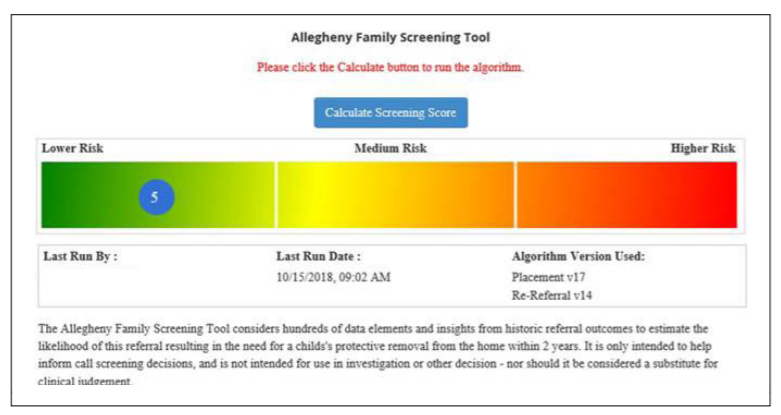 Allegheny Family Screening Tool
Please click the Calculate button to run the algorithm.
Calculate Screening Score
Lower Risk Medium Risk Higher Risk
5
Last Run By : Last Run Date : Algorithm Version Used:
10/15/2018, 09:02 AM Placement v17
Re-Referral v14
The Allegheny Family Screening Tool considers hundreds of data elements and insights from historic referral outcomes to estimate the
likelihood of this referral resulting in the need for a childs's protective removal from the home within 2 years. It is only intended to help
inform call screening decisions, and is not intended for use in investigation or other decision - nor should it be considered a substitute for
clinical judgement.